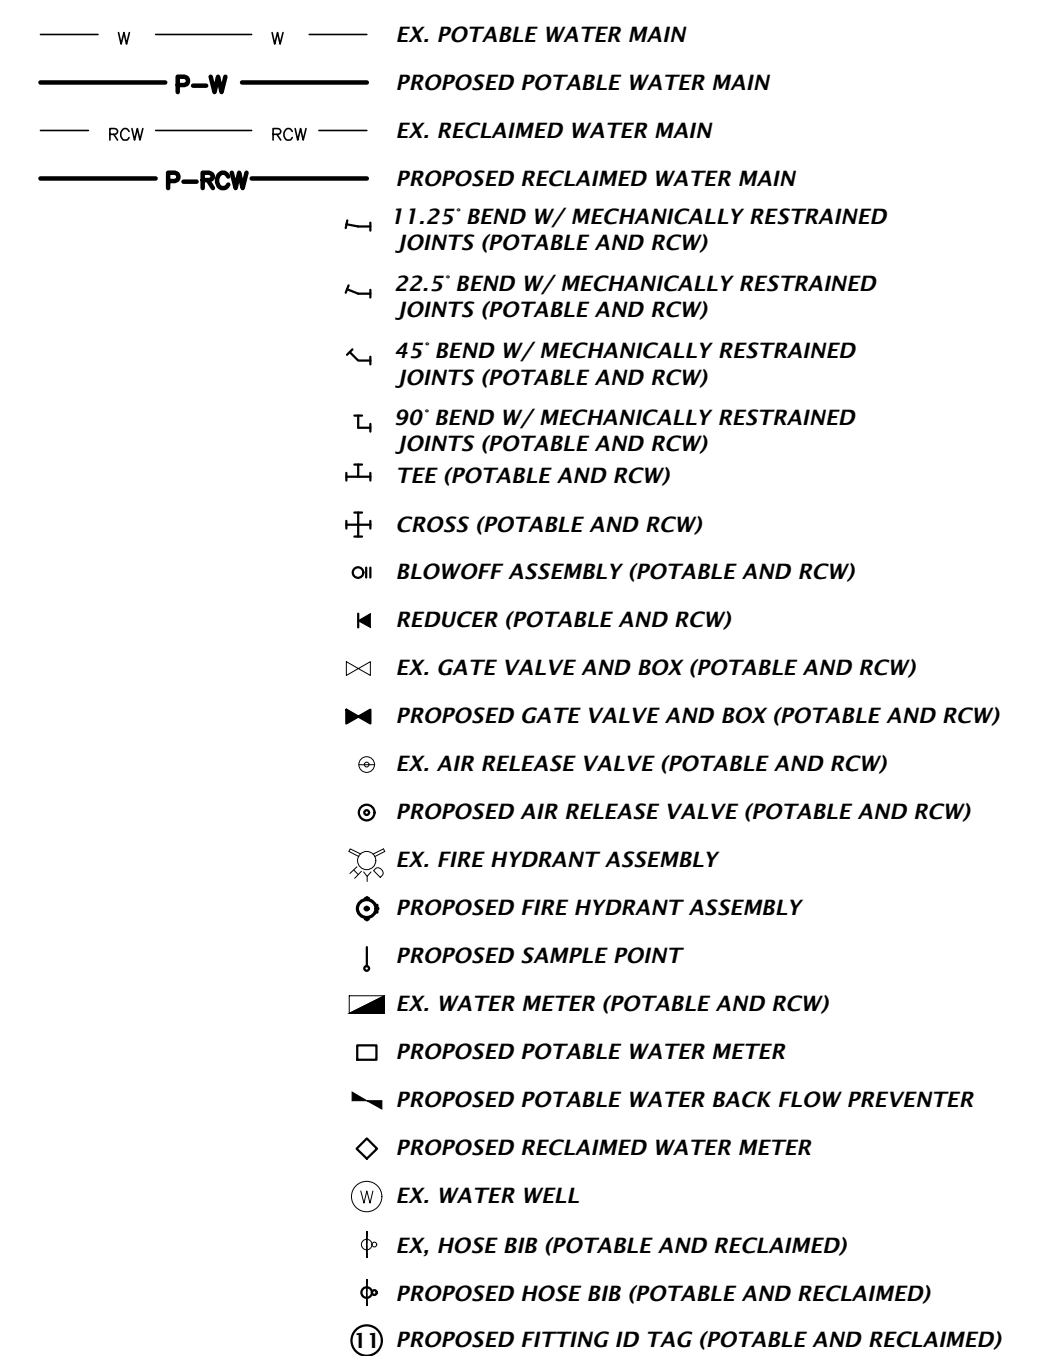 W W EX. POTABLE WATER MAIN
P-W PROPOSED POTABLE WATER MAIN
RCW RCW EX. RECLAIMED WATER MAIN
P-RCW PROPOSED RECLAIMED WATER MAIN
11.25° BEND W/ MECHANICALLY RESTRAINED
JOINTS (POTABLE AND RCW)
22.5° BEND W/ MECHANICALLY RESTRAINED
JOINTS (POTABLE AND RCW)
45° BEND W/ MECHANICALLY RESTRAINED
JOINTS (POTABLE AND RCW)
90° BEND W/ MECHANICALLY RESTRAINED
JOINTS (POTABLE AND RCW)
TEE (POTABLE AND RCW)
CROSS (POTABLE AND RCW)
BLOWOFF ASSEMBLY (POTABLE AND RCW)
REDUCER (POTABLE AND RCW)
EX. GATE VALVE AND BOX (POTABLE AND RCW)
PROPOSED GATE VALVE AND BOX (POTABLE AND RCW)
EX. AIR RELEASE VALVE (POTABLE AND RCW)
PROPOSED AIR RELEASE VALVE (POTABLE AND RCW)
EX. FIRE HYDRANT ASSEMBLY
PROPOSED FIRE HYDRANT ASSEMBLY
PROPOSED SAMPLE POINT
EX. WATER METER (POTABLE AND RCW)
PROPOSED POTABLE WATER METER
PROPOSED POTABLE WATER BACK FLOW PREVENTER
PROPOSED RECLAIMED WATER METER
W EX. WATER WELL
EX, HOSE BIB (POTABLE AND RECLAIMED)
PROPOSED HOSE BIB (POTABLE AND RECLAIMED)
11 PROPOSED FITTING ID TAG (POTABLE AND RECLAIMED)